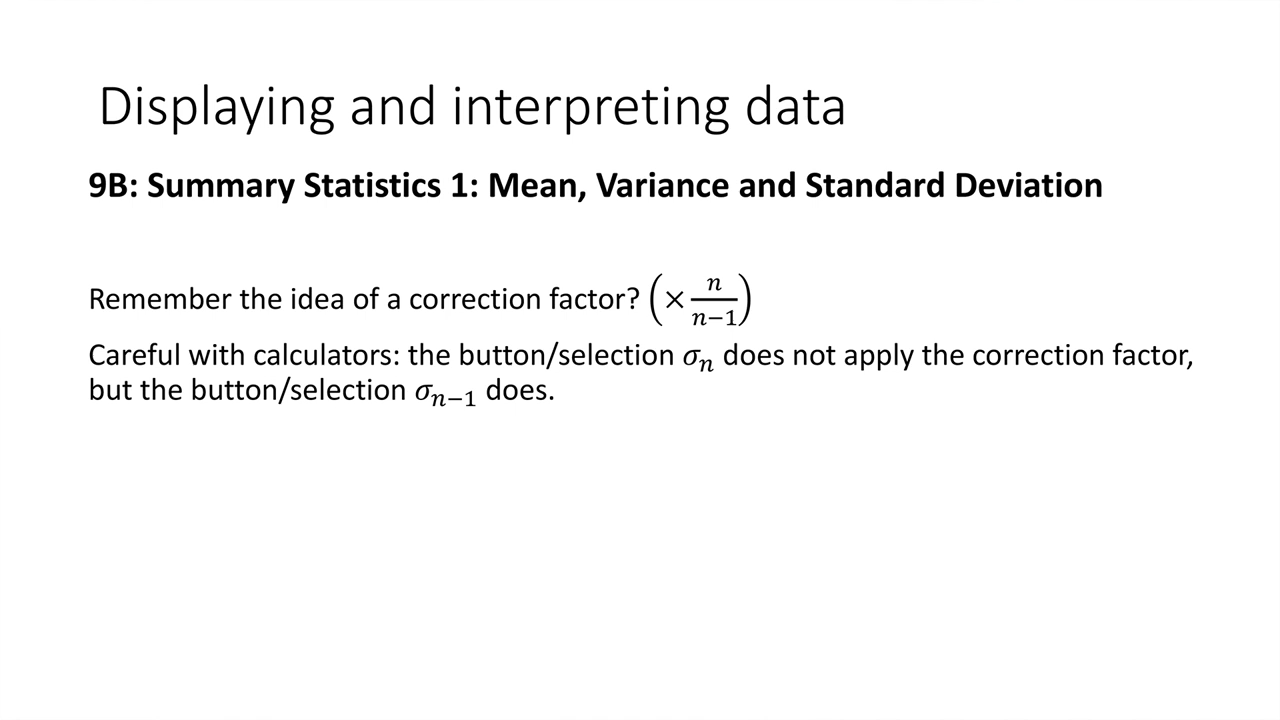 Displaying and interpreting data
9B: Summary Statistics 1: Mean, Variance and Standard Deviation
Remember the idea of a correction factor? (× n/(n−1))
Careful with calculators: the button/selection σₙ does not apply the correction factor,
but the button/selection σₙ₋₁ does.